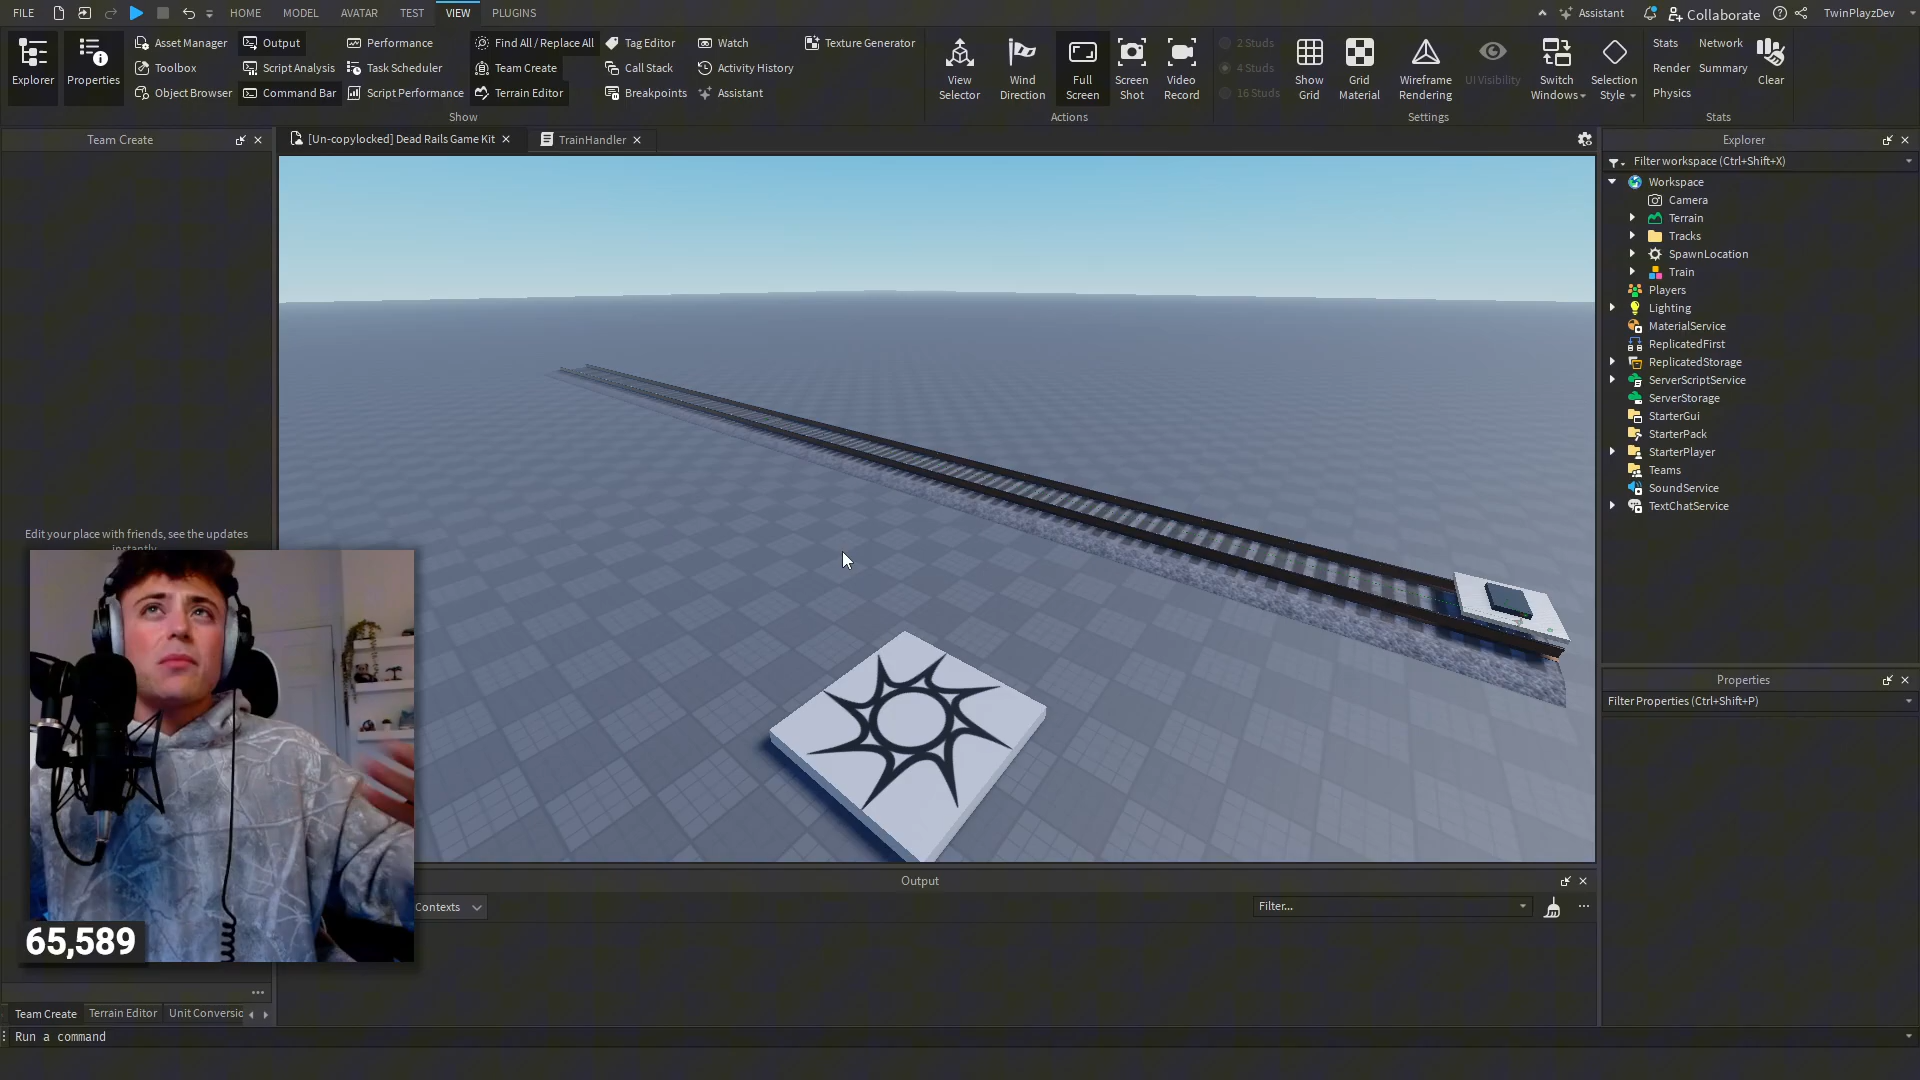 FILE HOME MODEL AVATAR TEST VIEW PLUGINS Assistant Collaborate TwinPlayzDev
Explorer
Properties
Asset Manager Output Performance Find All / Replace All Tag Editor Watch Texture Generator
Toolbox Script Analysis Task Scheduler Team Create Call Stack Activity History
Object Browser Command Bar Script Performance Terrain Editor Breakpoints Assistant
Show
View Selector
Wind Direction
Full Screen
Screen Shot
Video Record
Actions
2 Studs
4 Studs
16 Studs
Show Grid
Grid Material
Wireframe Rendering
UI Visibility
Switch Windows
Selection Style
Settings
Stats Network
Render Summary
Physics
Clear
Stats
Team Create
[Un-copylocked] Dead Rails Game Kit
TrainHandler
Edit your place with friends, see the updates
instantly
65,589
Team Create Terrain Editor Unit Conversio
Run a command
Output
Contexts
Filter...
Explorer
Filter workspace (Ctrl+Shift+X)
Workspace
Camera
Terrain
Tracks
SpawnLocation
Train
Players
Lighting
MaterialService
ReplicatedFirst
ReplicatedStorage
ServerScriptService
ServerStorage
StarterGui
StarterPack
StarterPlayer
Teams
SoundService
TextChatService
Properties
Filter Properties (Ctrl+Shift+P)